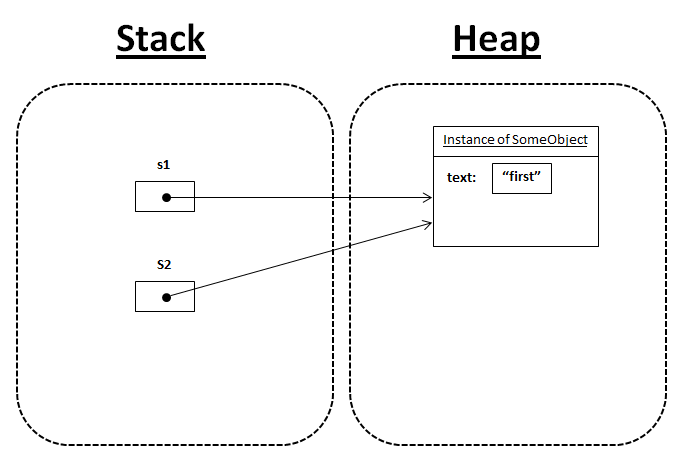 Stack
Heap
Instance of SomeObject
s1
text: "first"
S2